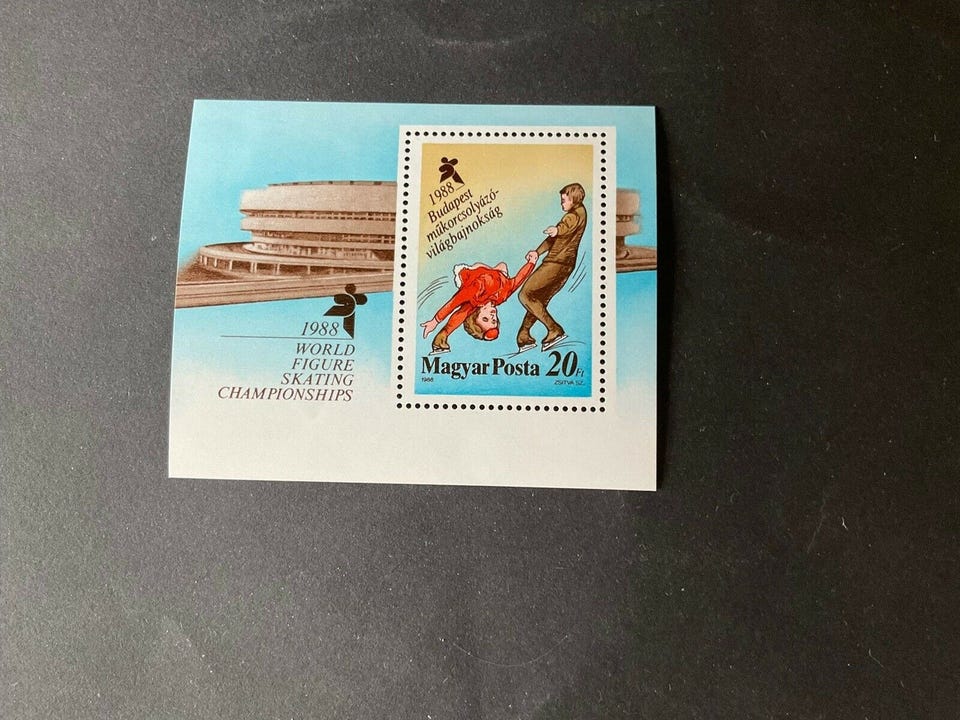 1988
WORLD
FIGURE
SKATING
CHAMPIONSHIPS
1988
Budapest
műkorcsolyázó-
világbajnokság
Magyar Posta 20Ft
1988 ZSITVA SZ.